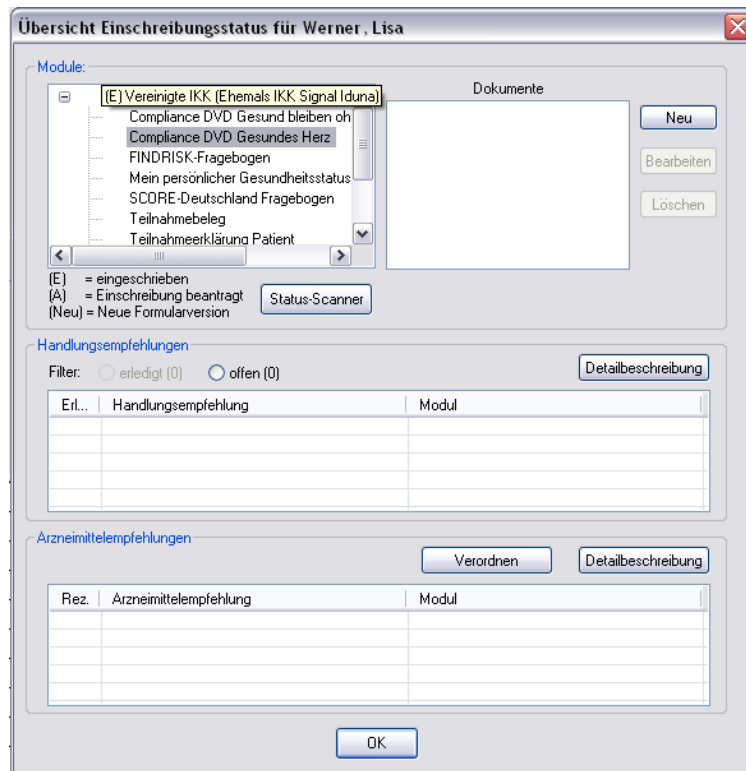 Übersicht Einschreibungsstatus für Werner, Lisa
Module:
(E) Vereinigte IKK (Ehemals IKK Signal Iduna)
Compliance DVD Gesund bleiben oh
Compliance DVD Gesundes Herz
FINDRISK-Fragebogen
Mein persönlicher Gesundheitsstatus
SCORE-Deutschland Fragebogen
Teilnahmebeleg
Teilnahmeerklärung Patient
Dokumente
Neu
Bearbeiten
Löschen
(E) = eingeschrieben
(A) = Einschreibung beantragt
(Neu) = Neue Formularversion
Status-Scanner
Handlungsempfehlungen
Filter: erledigt (0) offen (0) Detailbeschreibung
Erl... Handlungsempfehlung Modul
Arzneimittelempfehlungen
Verordnen Detailbeschreibung
Rez. Arzneimittelempfehlung Modul
OK